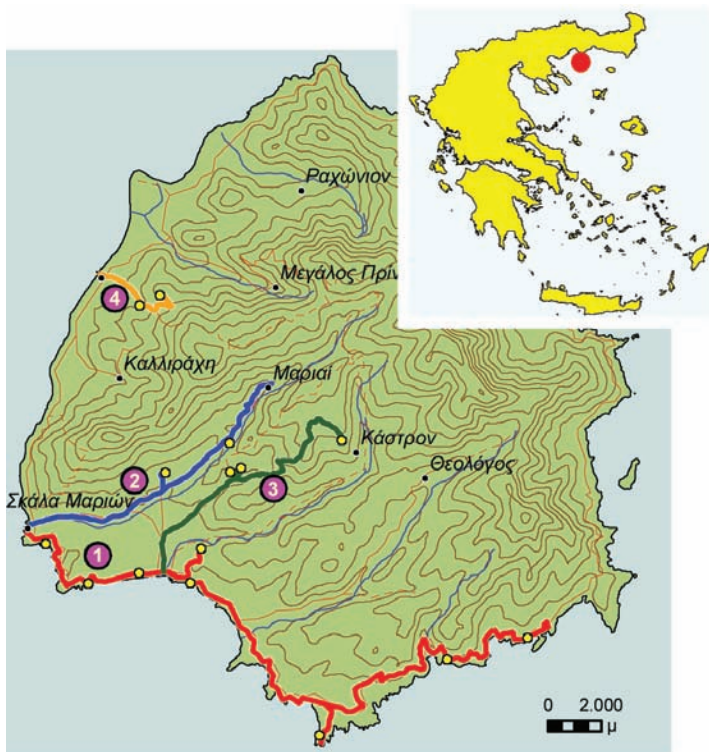 Ραχώνιον
Μεγάλος Πρίν
4
Καλλιράχη
Μαριαί
Κάστρον
2
3
Θεολόγος
Σκάλα Μαριών
1
0 2.000
μ